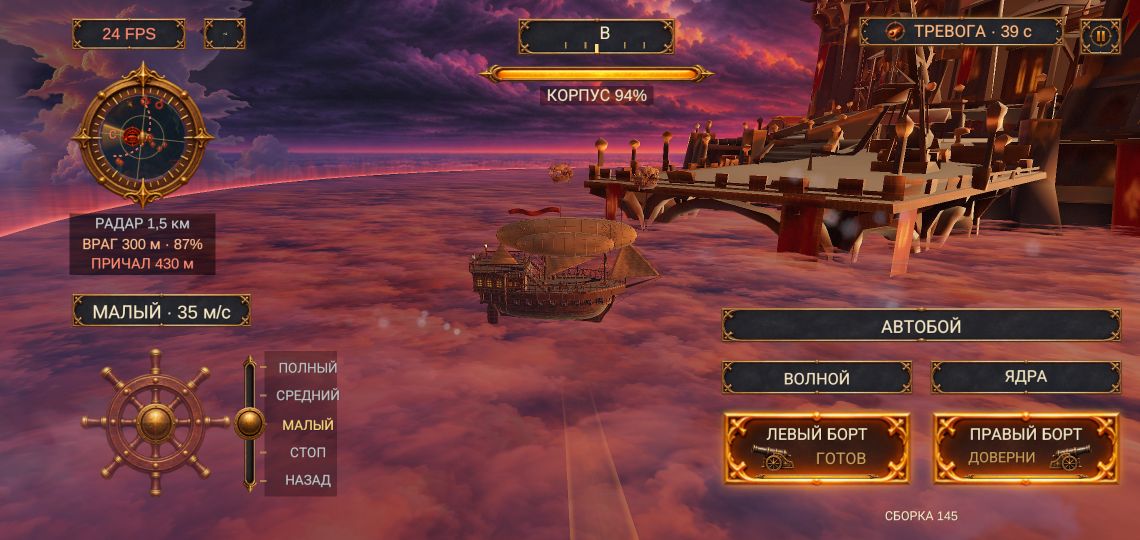 24 FPS
В
КОРПУС 94%
ТРЕВОГА · 39 с
РАДАР 1,5 км
ВРАГ 300 м · 87%
ПРИЧАЛ 430 м
МАЛЫЙ · 35 м/с
ПОЛНЫЙ
СРЕДНИЙ
МАЛЫЙ
СТОП
НАЗАД
АВТОБОЙ
ВОЛНОЙ
ЯДРА
ЛЕВЫЙ БОРТ
ГОТОВ
ПРАВЫЙ БОРТ
ДОВЕРНИ
СБОРКА 145